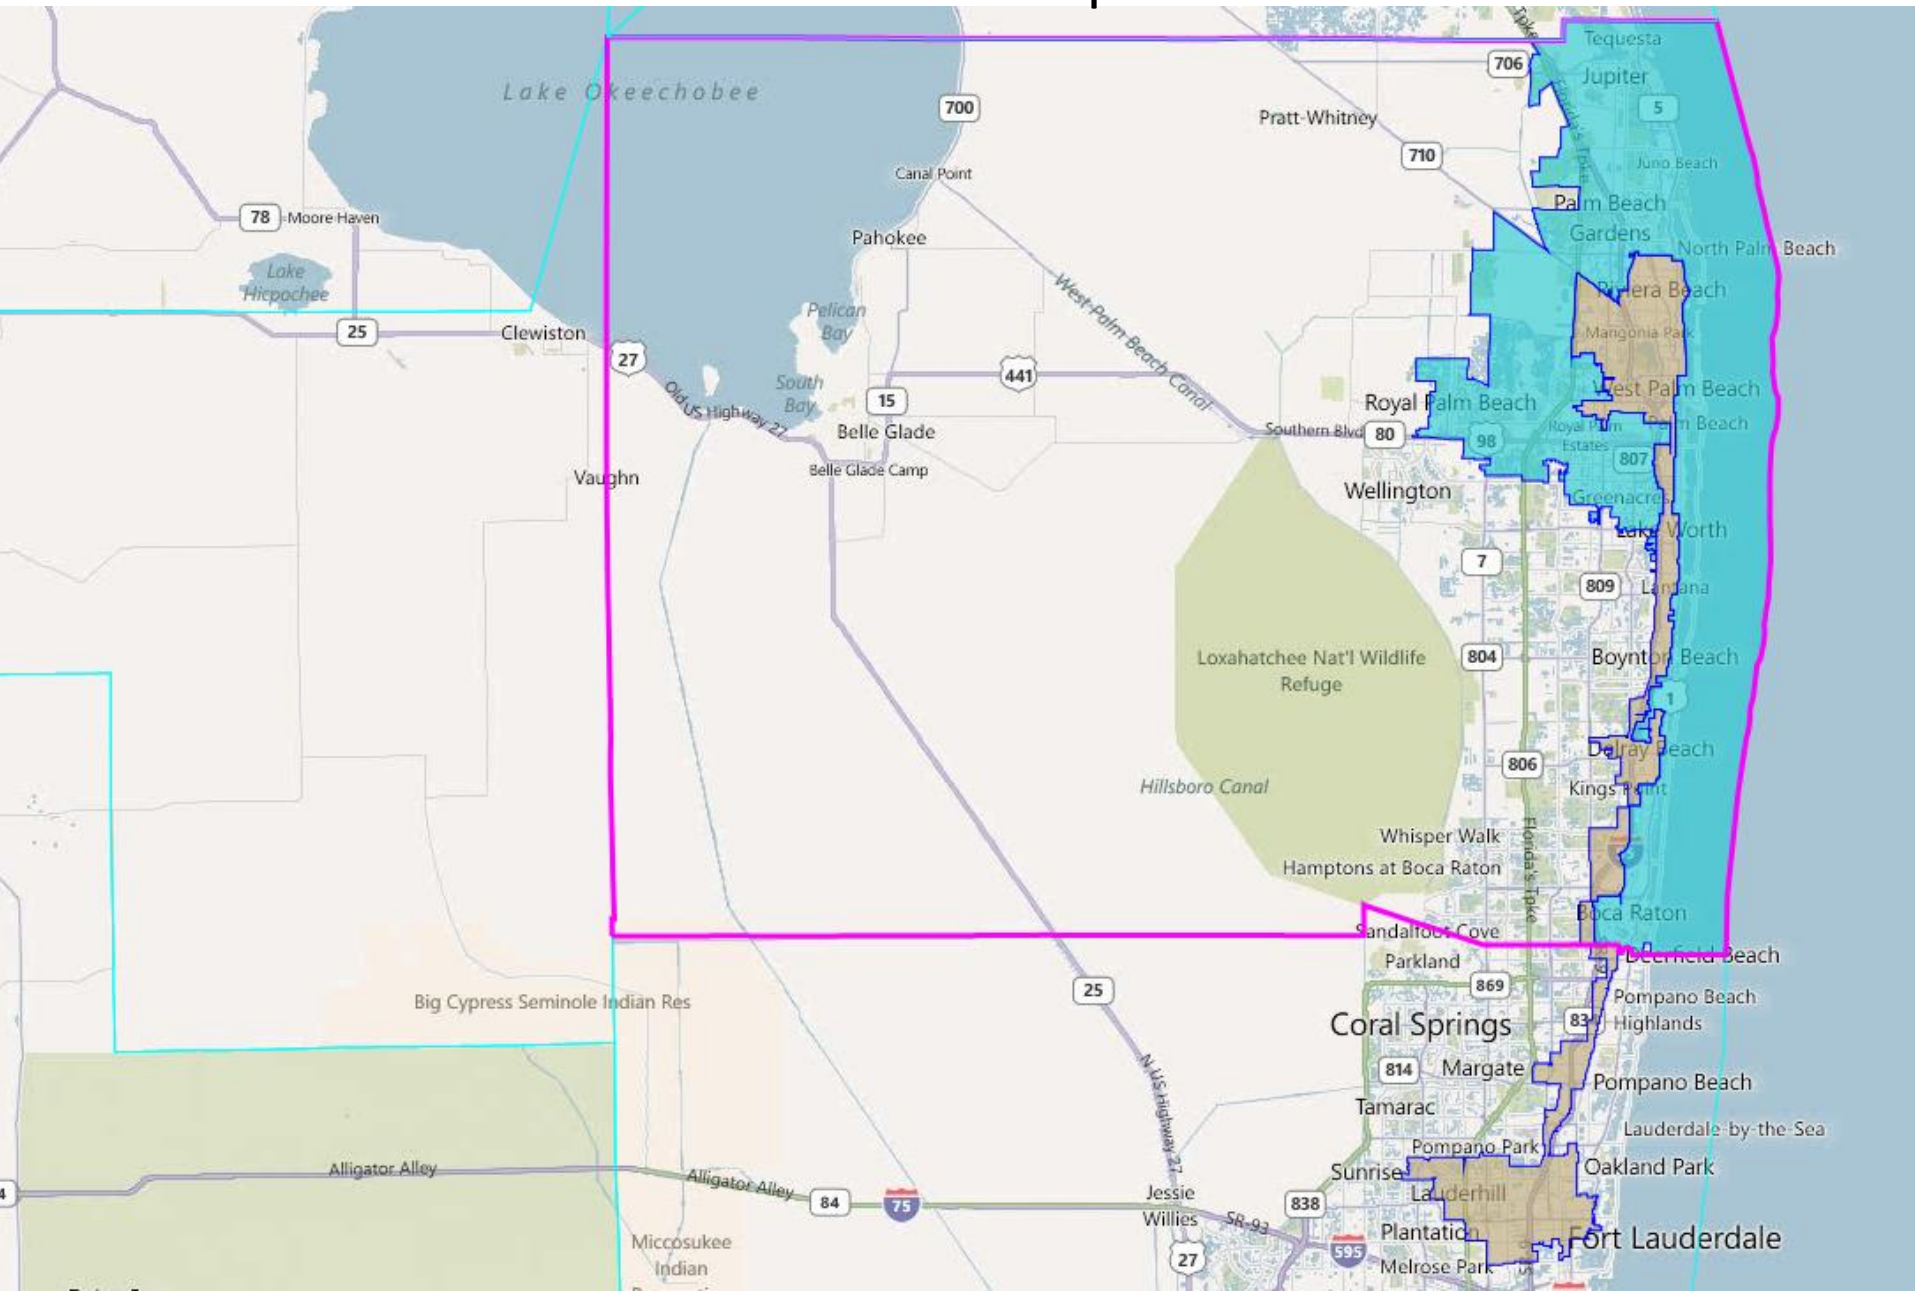 Tpke
Tequesta
706
Jupiter
Lake Okeechobee
Florida's Tpke
700
5
Pratt-Whitney
710
Juno Beach
Canal Point
Palm Beach
Gardens
78
Moore Haven
Pahokee
North Palm Beach
Lake
Hicpochee
West Palm Beach Canal
Riviera Beach
Pelican
Bay
25
Clewiston
Mangonia Park
27
441
South
Bay
West Palm Beach
Old US Highway 27
15
Royal Palm Beach
Palm Beach
Belle Glade
Southern Blvd
80
98
Royal Palm
Estates
807
Belle Glade Camp
Vaughn
Wellington
Greenacres
Lake Worth
7
809
Lantana
Loxahatchee Nat'l Wildlife
Refuge
804
Boynton Beach
1
Delray Beach
806
Hillsboro Canal
Kings Point
Florida's Tpke
Whisper Walk
Hamptons at Boca Raton
Boca Raton
Sandalfoot Cove
Deerfield Beach
Parkland
869
25
Big Cypress Seminole Indian Res
Pompano Beach
Highlands
Coral Springs
83
814
Margate
Pompano Beach
N US Highway 27
Tamarac
Lauderdale-by-the-Sea
Pompano Park
Alligator Alley
Alligator Alley
Sunrise
Oakland Park
4
84
75
Jessie
Willies
838
Lauderhill
SR-93
Plantation
Fort Lauderdale
Miccosukee
Indian
27
595
Melrose Park